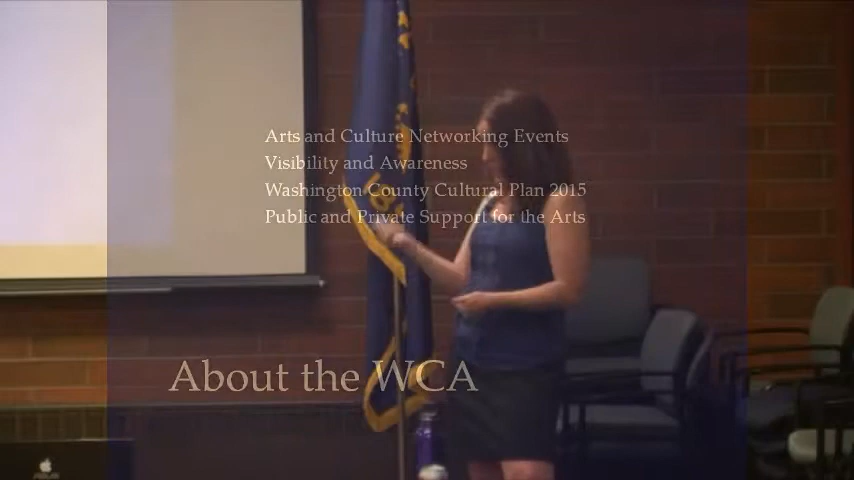 Arts and Culture Networking Events
Visibility and Awareness
Washington County Cultural Plan 2015
Public and Private Support for the Arts
About the WCA